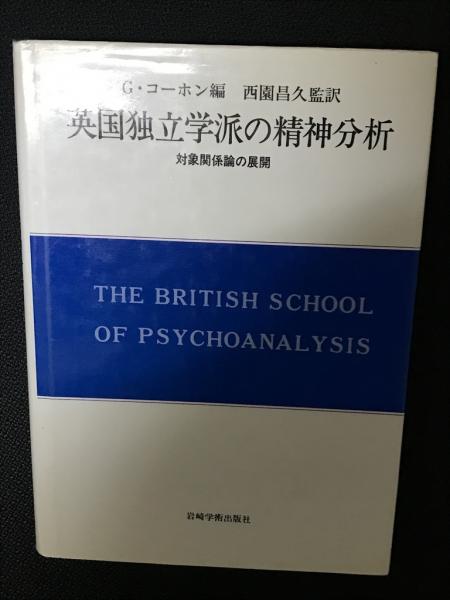 G・コーホン編 西園昌久監訳
英国独立学派の精神分析
対象関係論の展開
THE BRITISH SCHOOL
OF PSYCHOANALYSIS
岩崎学術出版社